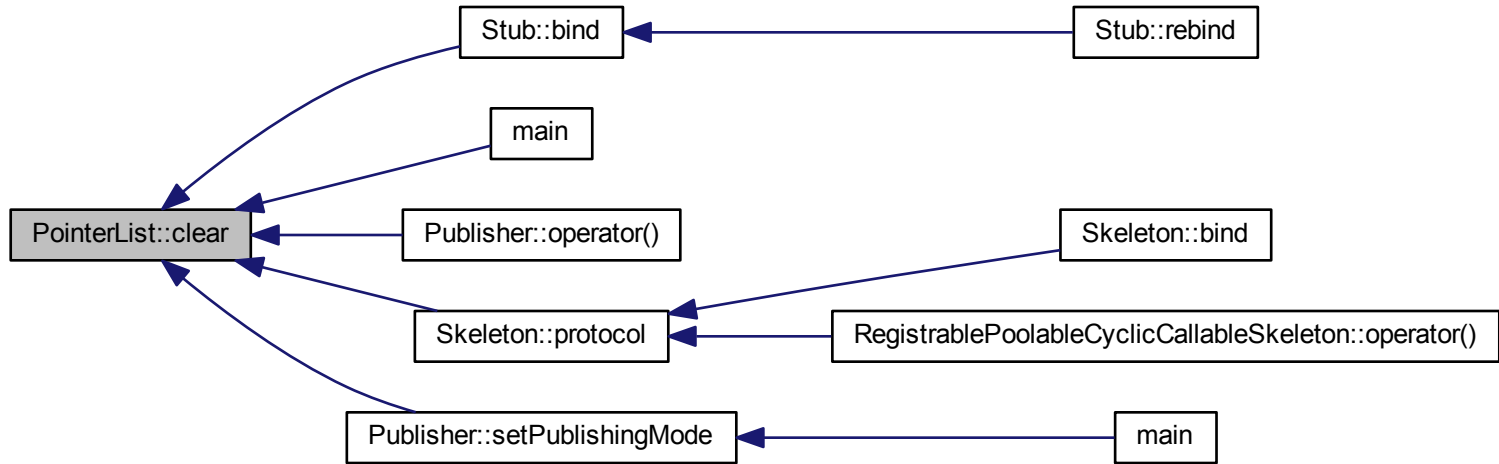 Stub::bind
Stub::rebind
main
PointerList::clear
Publisher::operator()
Skeleton::bind
Skeleton::protocol
RegistrablePoolableCyclicCallableSkeleton::operator()
Publisher::setPublishingMode
main